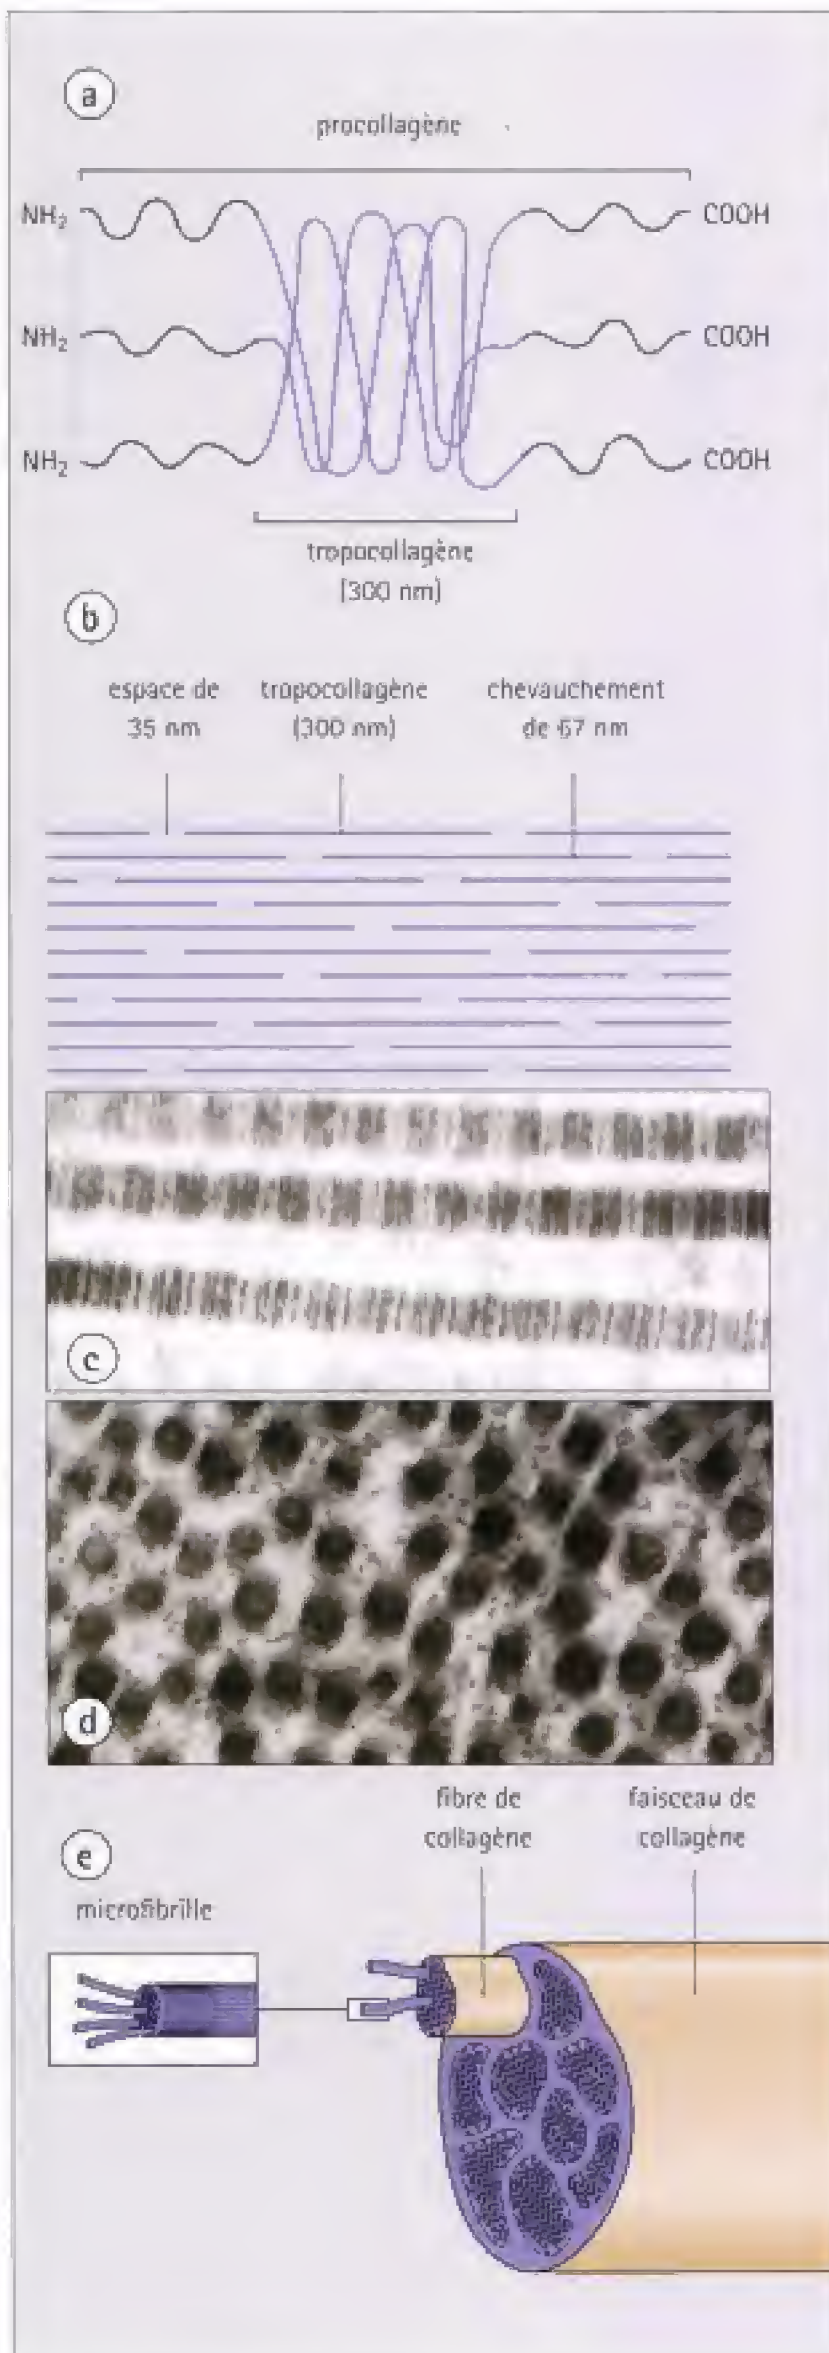 a
procollagène
NH₂ COOH
NH₂ COOH
NH₂ COOH
tropocollagène
(300 nm)
b
espace de
35 nm
tropocollagène
(300 nm)
chevauchement
de 67 nm
c
d
e
fibre de
collagène
faisceau de
collagène
microfibrille